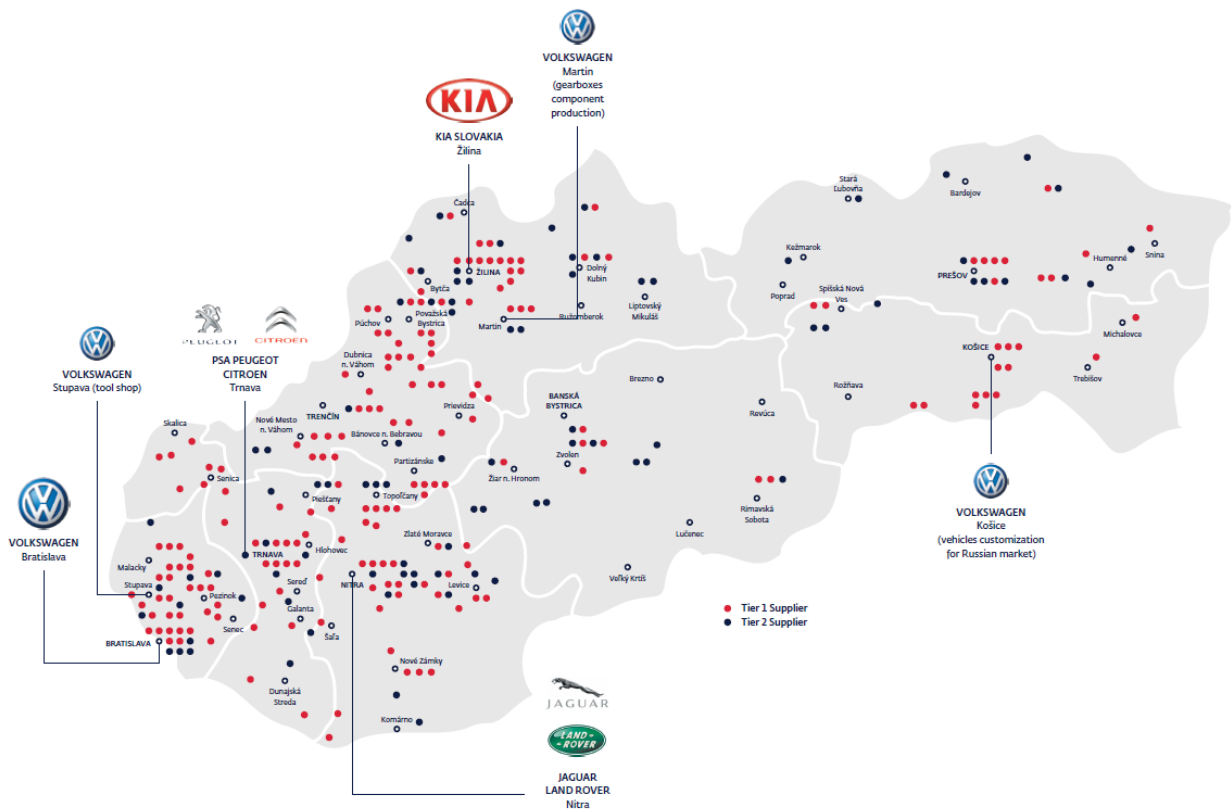 VOLKSWAGEN
Martin
(gearboxes
component
production)
KIA
KIA SLOVAKIA
Žilina
PEUGEOT
CITROËN
PSA PEUGEOT
CITROEN
Trnava
VOLKSWAGEN
Stupava (tool shop)
VOLKSWAGEN
Bratislava
Čadca
ŽILINA
Bytča
Považská
Bystrica
Púchov
Martin
Dolný
Kubín
Ružomberok
Liptovský
Mikuláš
Stará
Ľubovňa
Bardejov
Kežmarok
Poprad
Spišská Nová
Ves
PREŠOV
Humenné
Snina
Michalovce
Trebišov
KOŠICE
Rožňava
Dubnica
n. Váhom
TRENČÍN
Nové Mesto
n. Váhom
Bánovce n. Bebravou
Prievidza
Partizánske
BANSKÁ
BYSTRICA
Brezno
Revúca
Zvolen
Žiar n. Hronom
Rimavská
Sobota
Lučenec
Veľký Krtíš
Skalica
Senica
Piešťany
Topoľčany
Zlaté Moravce
Malacky
Stupava
Pezinok
Senec
BRATISLAVA
TRNAVA
Hlohovec
Sereď
Galanta
Šaľa
NITRA
Levice
Nové Zámky
Dunajská
Streda
Komárno
Tier 1 Supplier
Tier 2 Supplier
VOLKSWAGEN
Košice
(vehicles customization
for Russian market)
JAGUAR
LAND-
ROVER
JAGUAR
LAND ROVER
Nitra